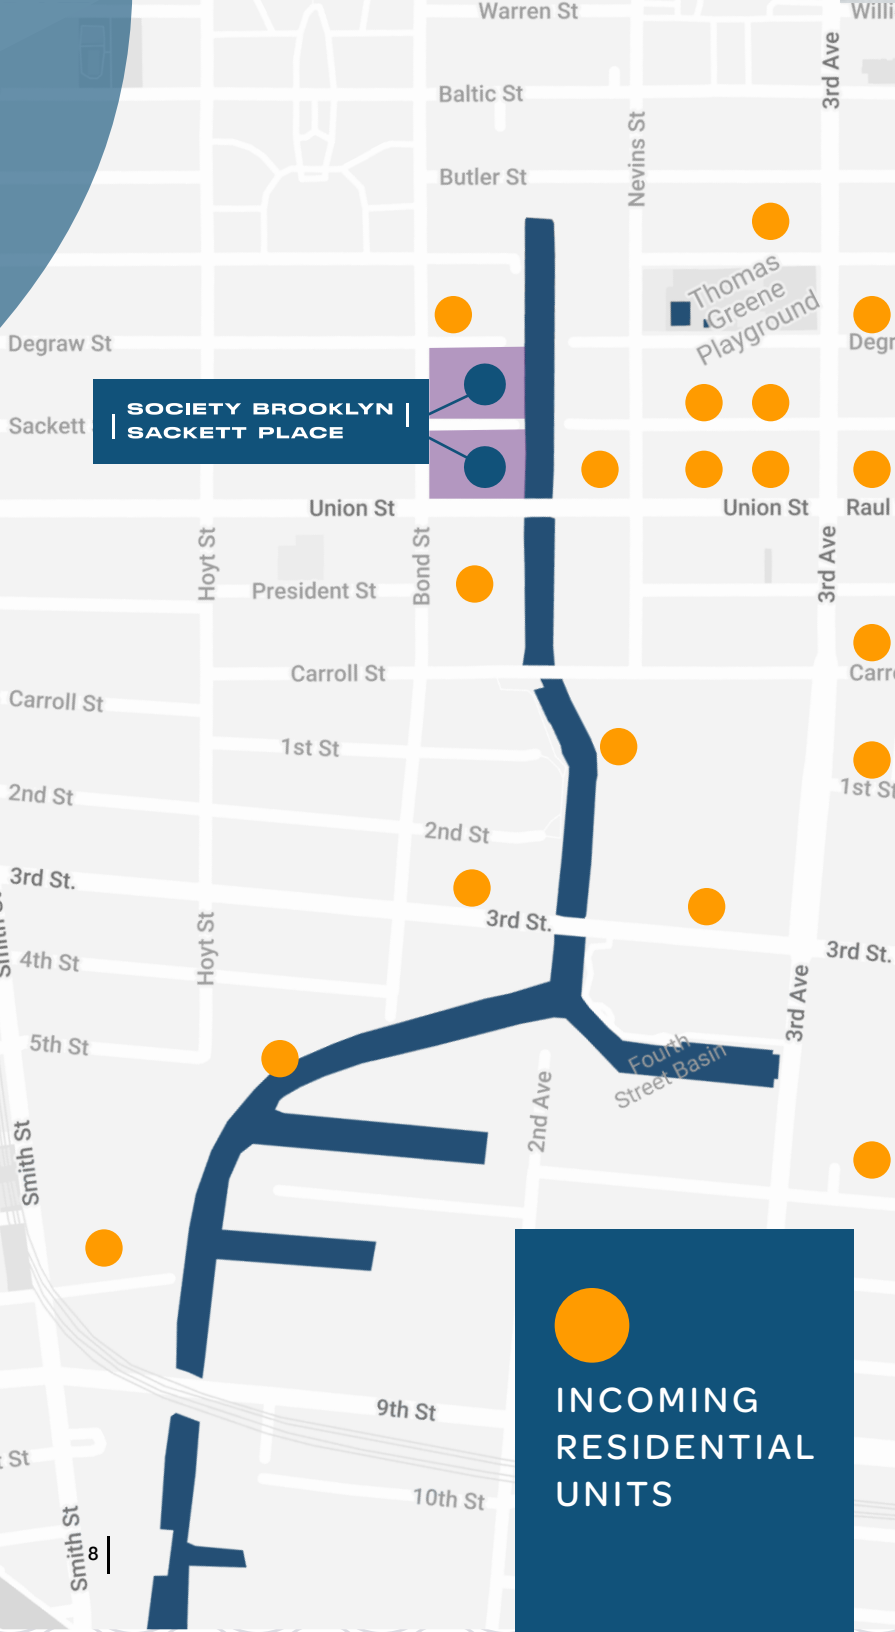 Warren St
Willi
Baltic St
3rd Ave
Nevins St
Butler St
Thomas
Greene
Playground
Degraw St
Degr
SOCIETY BROOKLYN
SACKETT PLACE
Sackett
Union St
Union St
Raul
Hoyt St
Bond St
3rd Ave
President St
Carroll St
Carr
Carroll St
1st St
1st St
2nd St
2nd St
3rd St.
3rd St.
3rd St.
Smith St
Hoyt St
4th St
3rd Ave
5th St
Fourth
Street Basin
2nd Ave
Smith St
INCOMING
RESIDENTIAL
UNITS
9th St
St
10th St
Smith St
8